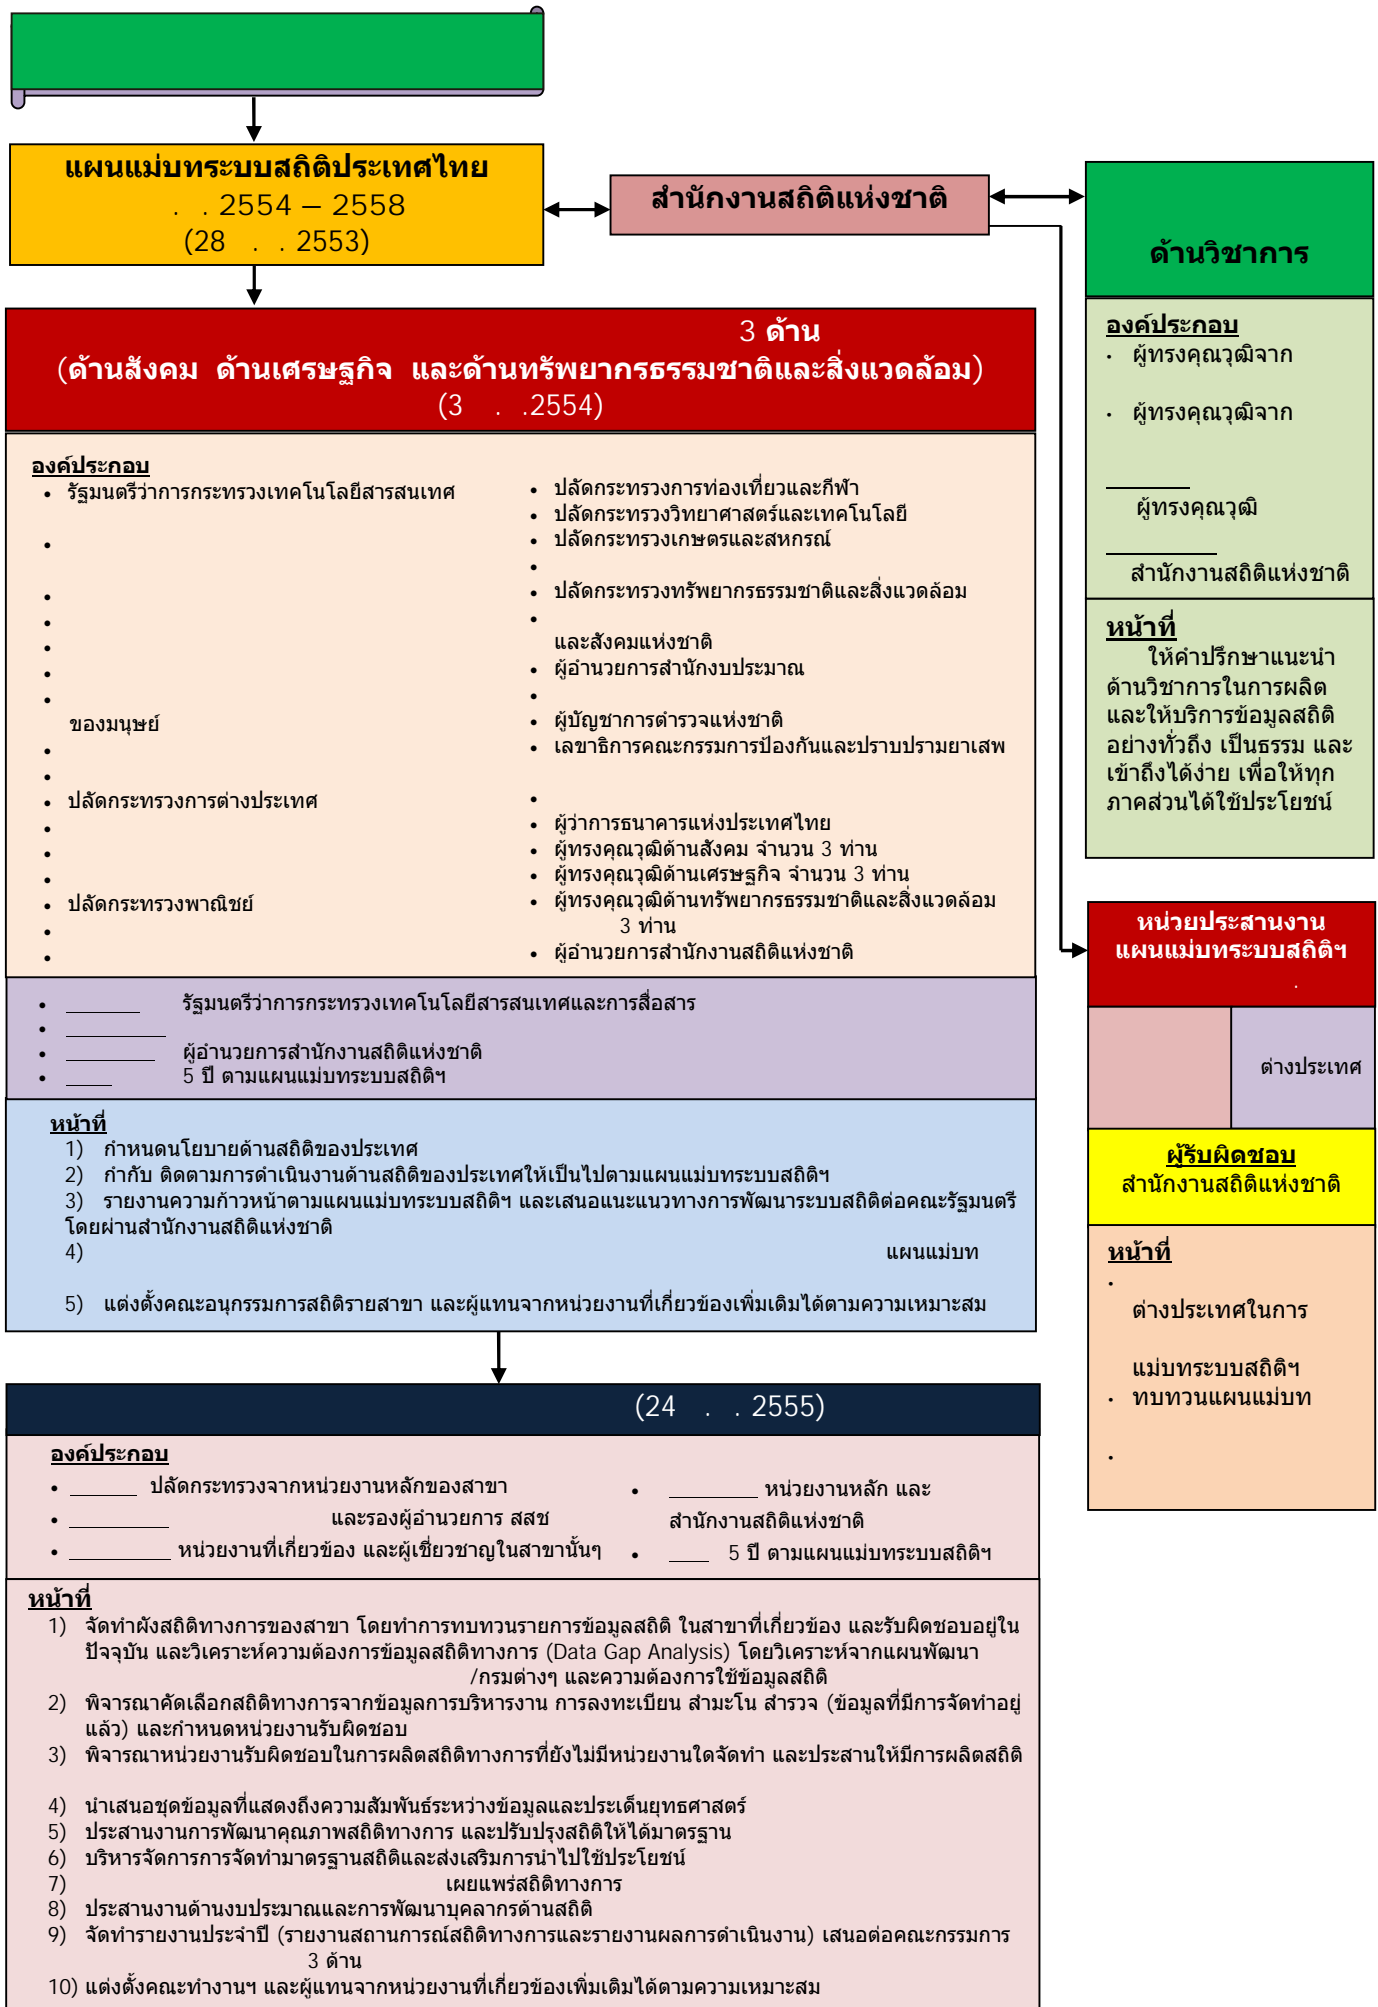 แผนแม่บทระบบสถิติประเทศไทย
. . 2554 – 2558
(28 . . 2553)
สำนักงานสถิติแห่งชาติ
ด้านวิชาการ
องค์ประกอบ
• ผู้ทรงคุณวุฒิจาก
• ผู้ทรงคุณวุฒิจาก
ผู้ทรงคุณวุฒิ
สำนักงานสถิติแห่งชาติ
หน้าที่
ให้คำปรึกษาแนะนำ
ด้านวิชาการในการผลิต
และให้บริการข้อมูลสถิติ
อย่างทั่วถึง เป็นธรรม และ
เข้าถึงได้ง่าย เพื่อให้ทุก
ภาคส่วนได้ใช้ประโยชน์
3 ด้าน
(ด้านสังคม ด้านเศรษฐกิจ และด้านทรัพยากรธรรมชาติและสิ่งแวดล้อม)
(3 . .2554)
องค์ประกอบ
• รัฐมนตรีว่าการกระทรวงเทคโนโลยีสารสนเทศ
•
•
•
•
•
•
ของมนุษย์
•
•
• ปลัดกระทรวงการต่างประเทศ
•
•
•
• ปลัดกระทรวงพาณิชย์
•
•
• ปลัดกระทรวงการท่องเที่ยวและกีฬา
• ปลัดกระทรวงวิทยาศาสตร์และเทคโนโลยี
• ปลัดกระทรวงเกษตรและสหกรณ์
•
• ปลัดกระทรวงทรัพยากรธรรมชาติและสิ่งแวดล้อม
•
และสังคมแห่งชาติ
• ผู้อำนวยการสำนักงบประมาณ
•
• ผู้บัญชาการตำรวจแห่งชาติ
• เลขาธิการคณะกรรมการป้องกันและปราบปรามยาเสพ
•
• ผู้ว่าการธนาคารแห่งประเทศไทย
• ผู้ทรงคุณวุฒิด้านสังคม จำนวน 3 ท่าน
• ผู้ทรงคุณวุฒิด้านเศรษฐกิจ จำนวน 3 ท่าน
• ผู้ทรงคุณวุฒิด้านทรัพยากรธรรมชาติและสิ่งแวดล้อม
3 ท่าน
• ผู้อำนวยการสำนักงานสถิติแห่งชาติ
• รัฐมนตรีว่าการกระทรวงเทคโนโลยีสารสนเทศและการสื่อสาร
•
• ผู้อำนวยการสำนักงานสถิติแห่งชาติ
• 5 ปี ตามแผนแม่บทระบบสถิติฯ
หน้าที่
1) กำหนดนโยบายด้านสถิติของประเทศ
2) กำกับ ติดตามการดำเนินงานด้านสถิติของประเทศให้เป็นไปตามแผนแม่บทระบบสถิติฯ
3) รายงานความก้าวหน้าตามแผนแม่บทระบบสถิติฯ และเสนอแนะแนวทางการพัฒนาระบบสถิติต่อคณะรัฐมนตรี
โดยผ่านสำนักงานสถิติแห่งชาติ
4) แผนแม่บท
5) แต่งตั้งคณะอนุกรรมการสถิติรายสาขา และผู้แทนจากหน่วยงานที่เกี่ยวข้องเพิ่มเติมได้ตามความเหมาะสม
หน่วยประสานงาน
แผนแม่บทระบบสถิติฯ
.
ต่างประเทศ
ผู้รับผิดชอบ
สำนักงานสถิติแห่งชาติ
หน้าที่
•
ต่างประเทศในการ
แม่บทระบบสถิติฯ
• ทบทวนแผนแม่บท
•
(24 . . 2555)
องค์ประกอบ
• ปลัดกระทรวงจากหน่วยงานหลักของสาขา
• และรองผู้อำนวยการ สสช
• หน่วยงานที่เกี่ยวข้อง และผู้เชี่ยวชาญในสาขานั้นๆ
• หน่วยงานหลัก และ
สำนักงานสถิติแห่งชาติ
• 5 ปี ตามแผนแม่บทระบบสถิติฯ
หน้าที่
1) จัดทำผังสถิติทางการของสาขา โดยทำการทบทวนรายการข้อมูลสถิติ ในสาขาที่เกี่ยวข้อง และรับผิดชอบอยู่ใน
ปัจจุบัน และวิเคราะห์ความต้องการข้อมูลสถิติทางการ (Data Gap Analysis) โดยวิเคราะห์จากแผนพัฒนา
/กรมต่างๆ และความต้องการใช้ข้อมูลสถิติ
2) พิจารณาคัดเลือกสถิติทางการจากข้อมูลการบริหารงาน การลงทะเบียน สำมะโน สำรวจ (ข้อมูลที่มีการจัดทำอยู่
แล้ว) และกำหนดหน่วยงานรับผิดชอบ
3) พิจารณาหน่วยงานรับผิดชอบในการผลิตสถิติทางการที่ยังไม่มีหน่วยงานใดจัดทำ และประสานให้มีการผลิตสถิติ
4) นำเสนอชุดข้อมูลที่แสดงถึงความสัมพันธ์ระหว่างข้อมูลและประเด็นยุทธศาสตร์
5) ประสานงานการพัฒนาคุณภาพสถิติทางการ และปรับปรุงสถิติให้ได้มาตรฐาน
6) บริหารจัดการการจัดทำมาตรฐานสถิติและส่งเสริมการนำไปใช้ประโยชน์
7) เผยแพร่สถิติทางการ
8) ประสานงานด้านงบประมาณและการพัฒนาบุคลากรด้านสถิติ
9) จัดทำรายงานประจำปี (รายงานสถานการณ์สถิติทางการและรายงานผลการดำเนินงาน) เสนอต่อคณะกรรมการ
3 ด้าน
10) แต่งตั้งคณะทำงานฯ และผู้แทนจากหน่วยงานที่เกี่ยวข้องเพิ่มเติมได้ตามความเหมาะสม